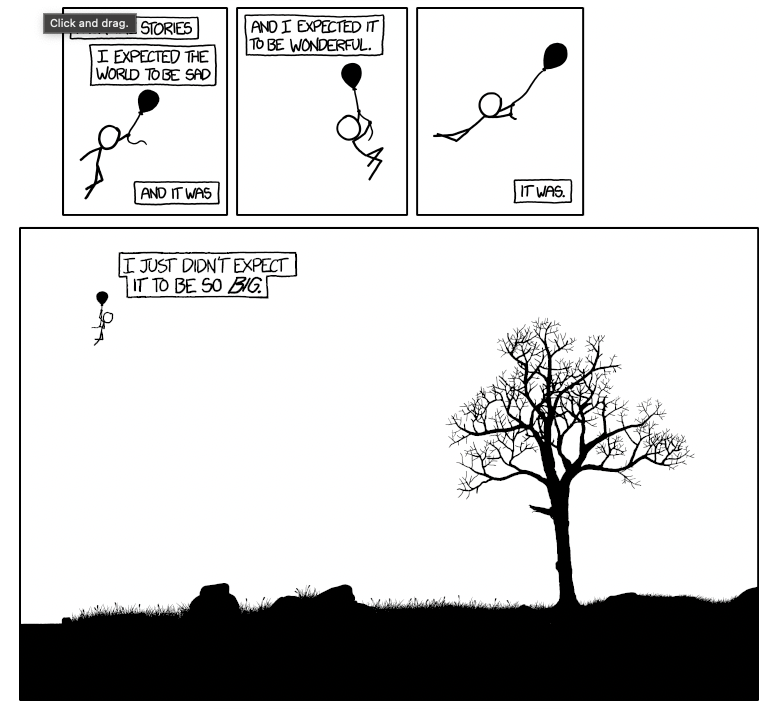 Click and drag.
STORIES
I EXPECTED THE
WORLD TO BE SAD
AND IT WAS
AND I EXPECTED IT
TO BE WONDERFUL.
IT WAS.
I JUST DIDN'T EXPECT
IT TO BE SO BIG.